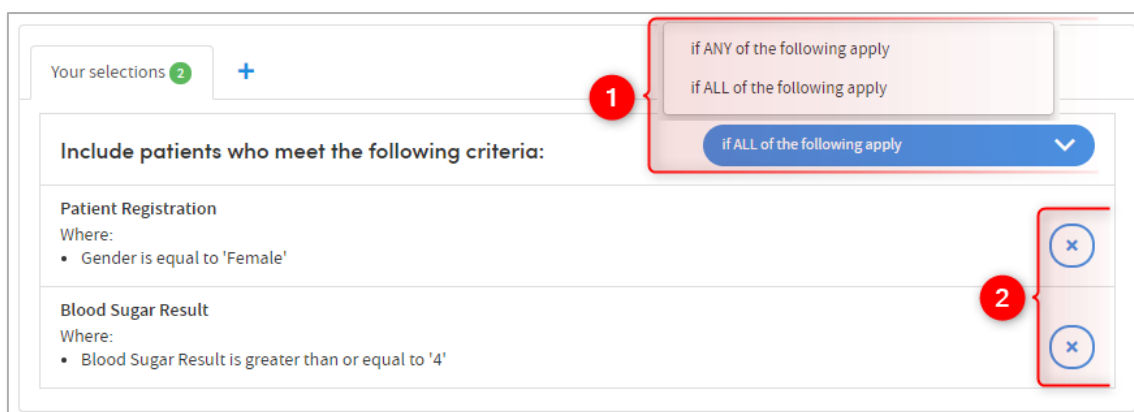 if ANY of the following apply
Your selections 2 +
if ALL of the following apply
1
Include patients who meet the following criteria:
if ALL of the following apply
Patient Registration
Where:
• Gender is equal to 'Female'
2
Blood Sugar Result
Where:
• Blood Sugar Result is greater than or equal to '4'